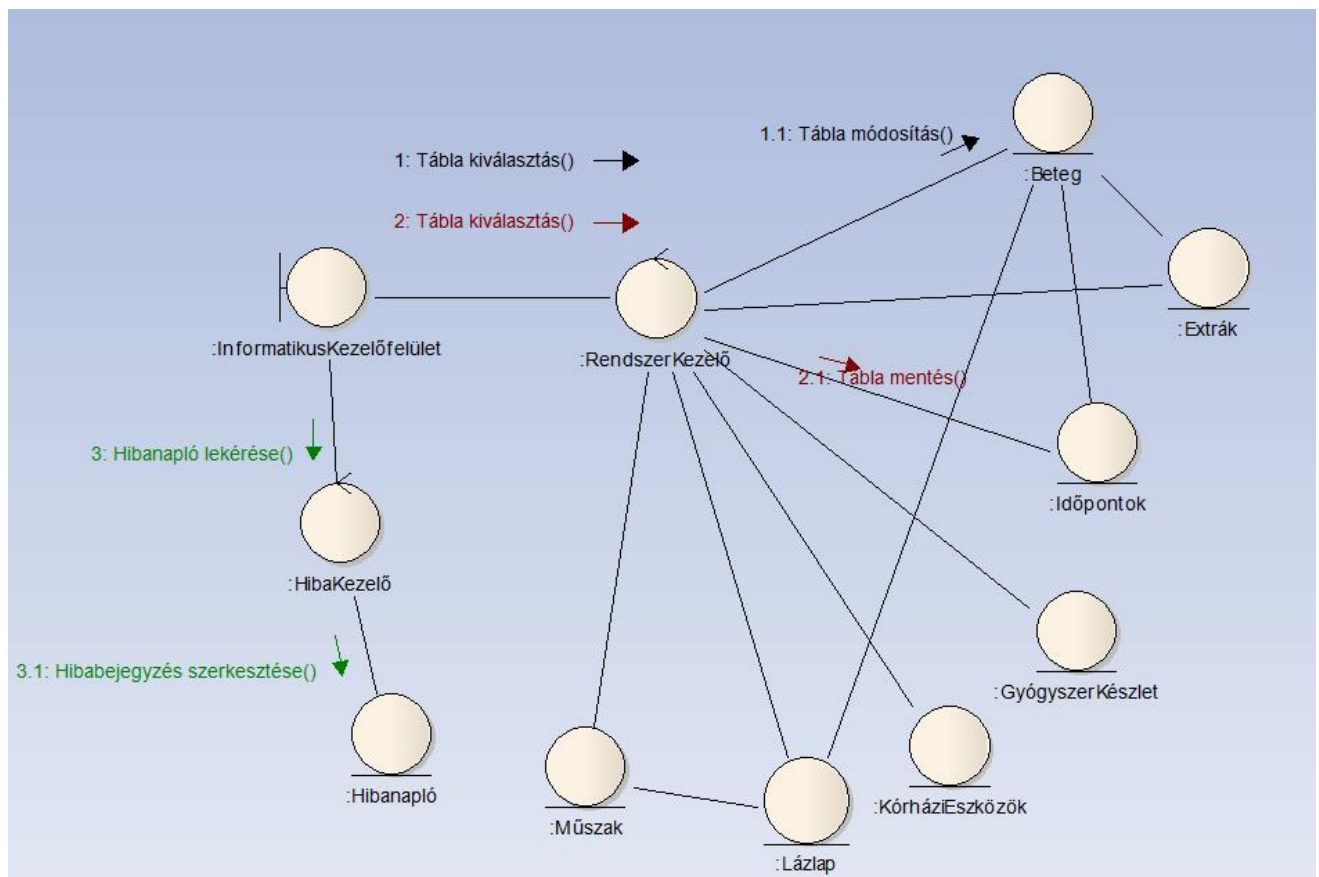 1.1: Tábla módosítás()
1: Tábla kiválasztás()
:Beteg
2: Tábla kiválasztás()
:Extrák
:InformatikusKezelőfelület
:RendszerKezelő
2.1: Tábla mentés()
3: Hibanapló lekérése()
:Időpontok
:HibaKezelő
3.1: Hibabejegyzés szerkesztése()
:GyógyszerKészlet
:Hibanapló
:KórháziEszközök
:Műszak
:Lázlap